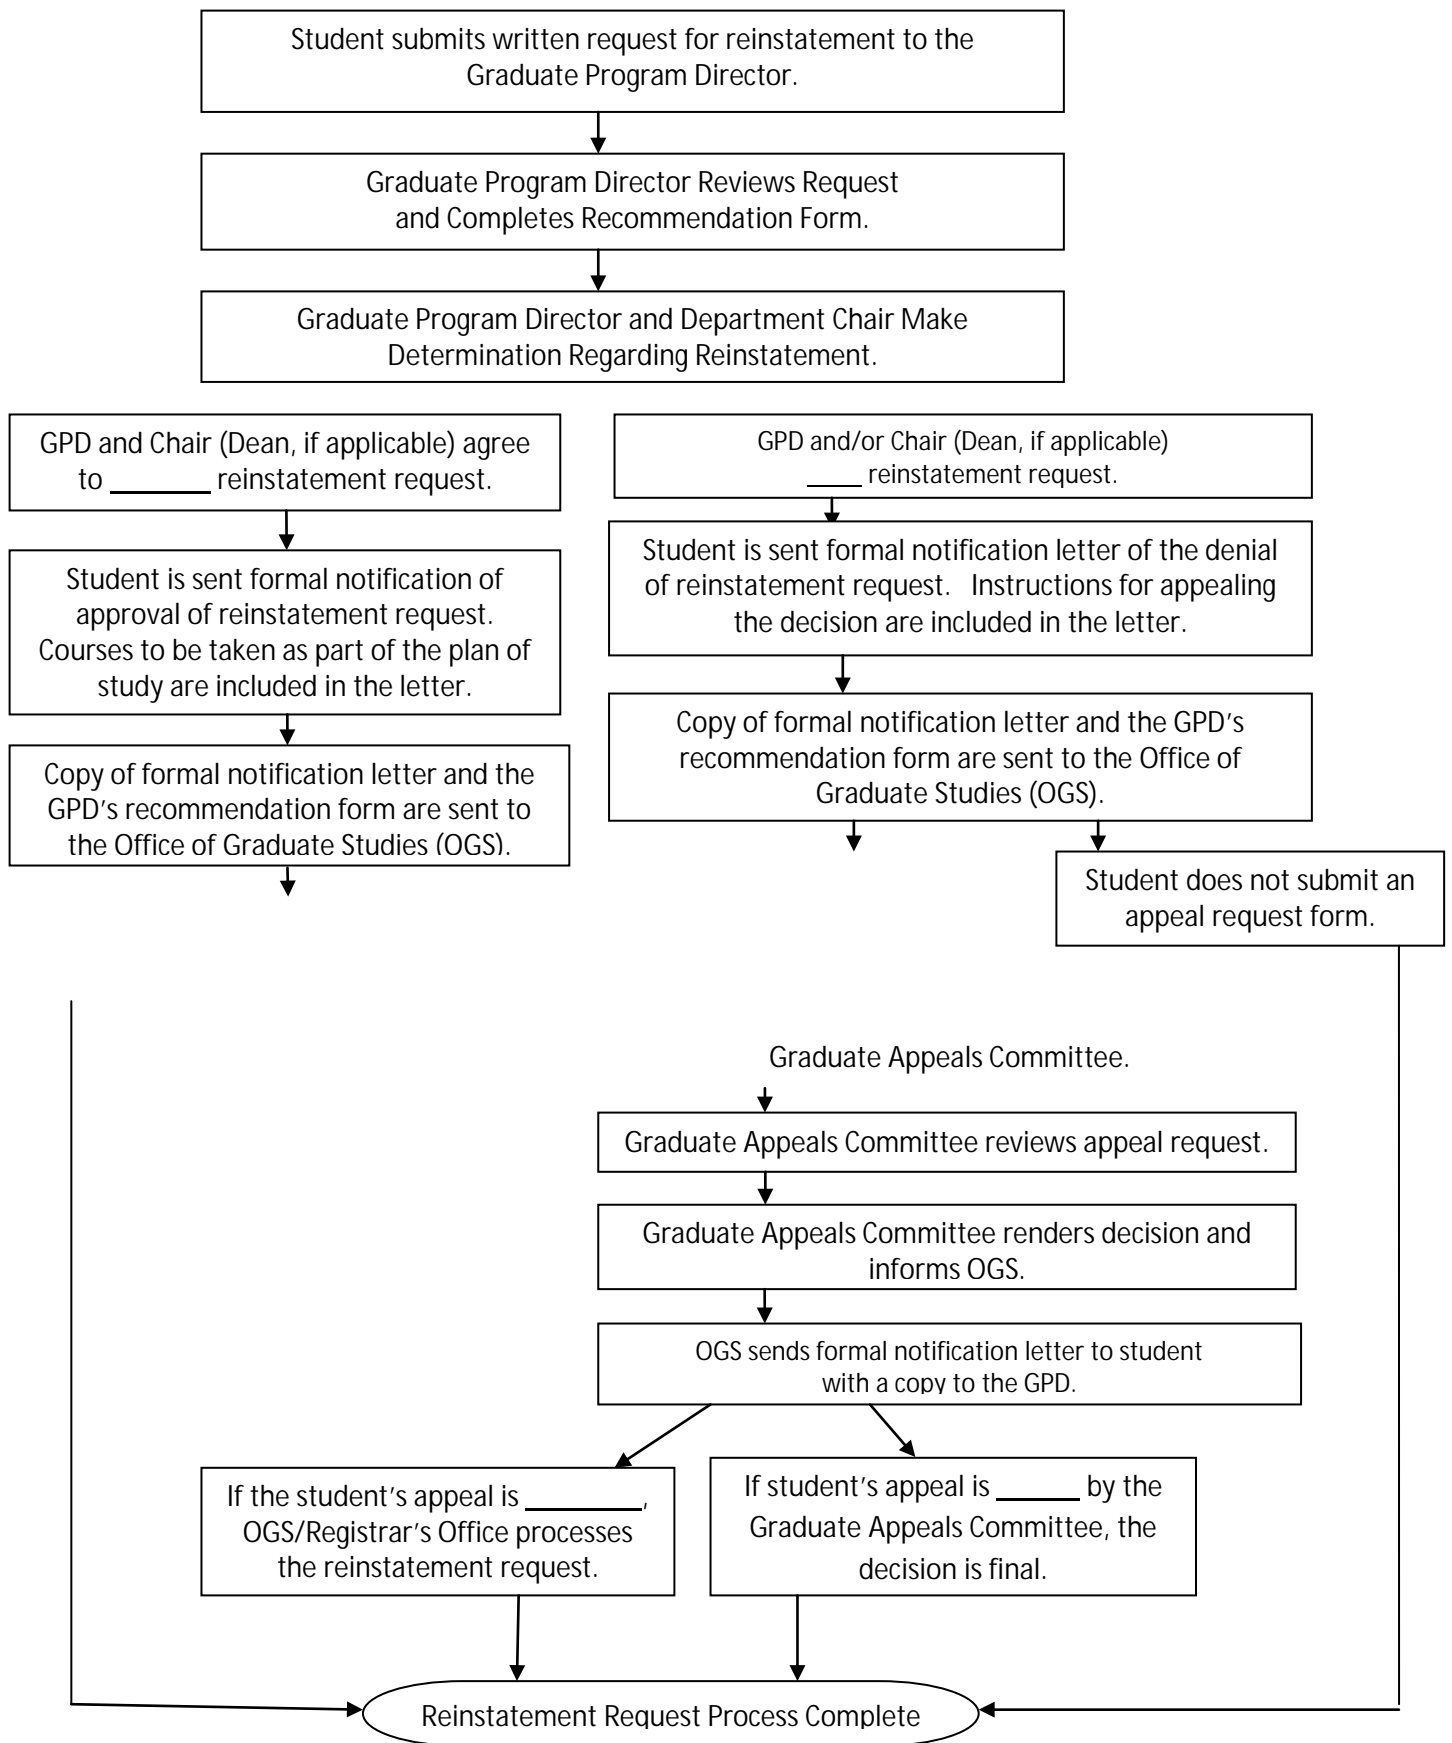 Student submits written request for reinstatement to the
Graduate Program Director.
Graduate Program Director Reviews Request
and Completes Recommendation Form.
Graduate Program Director and Department Chair Make
Determination Regarding Reinstatement.
GPD and Chair (Dean, if applicable) agree
to _______ reinstatement request.
Student is sent formal notification of
approval of reinstatement request.
Courses to be taken as part of the plan of
study are included in the letter.
Copy of formal notification letter and the
GPD’s recommendation form are sent to
the Office of Graduate Studies (OGS).
GPD and/or Chair (Dean, if applicable)
____ reinstatement request.
Student is sent formal notification letter of the denial
of reinstatement request.   Instructions for appealing
the decision are included in the letter.
Copy of formal notification letter and the GPD’s
recommendation form are sent to the Office of
Graduate Studies (OGS).
Student does not submit an
appeal request form.
Graduate Appeals Committee.
Graduate Appeals Committee reviews appeal request.
Graduate Appeals Committee renders decision and
informs OGS.
OGS sends formal notification letter to student
with a copy to the GPD.
If the student’s appeal is ________,
OGS/Registrar’s Office processes
the reinstatement request.
If student’s appeal is ______ by the
Graduate Appeals Committee, the
decision is final.
Reinstatement Request Process Complete